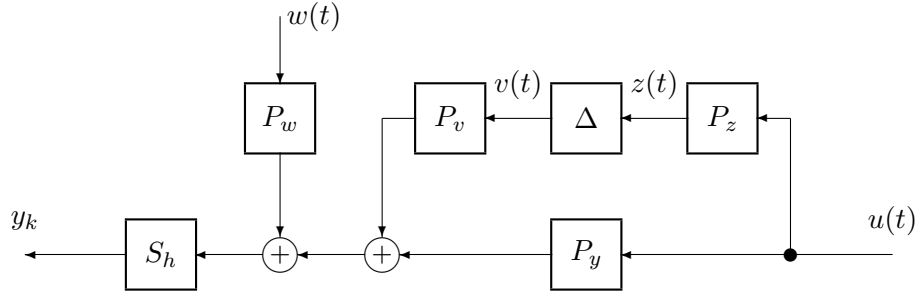 w(t)
P_w
P_v
v(t)
Δ
z(t)
P_z
y_k
S_h
+
+
P_y
u(t)